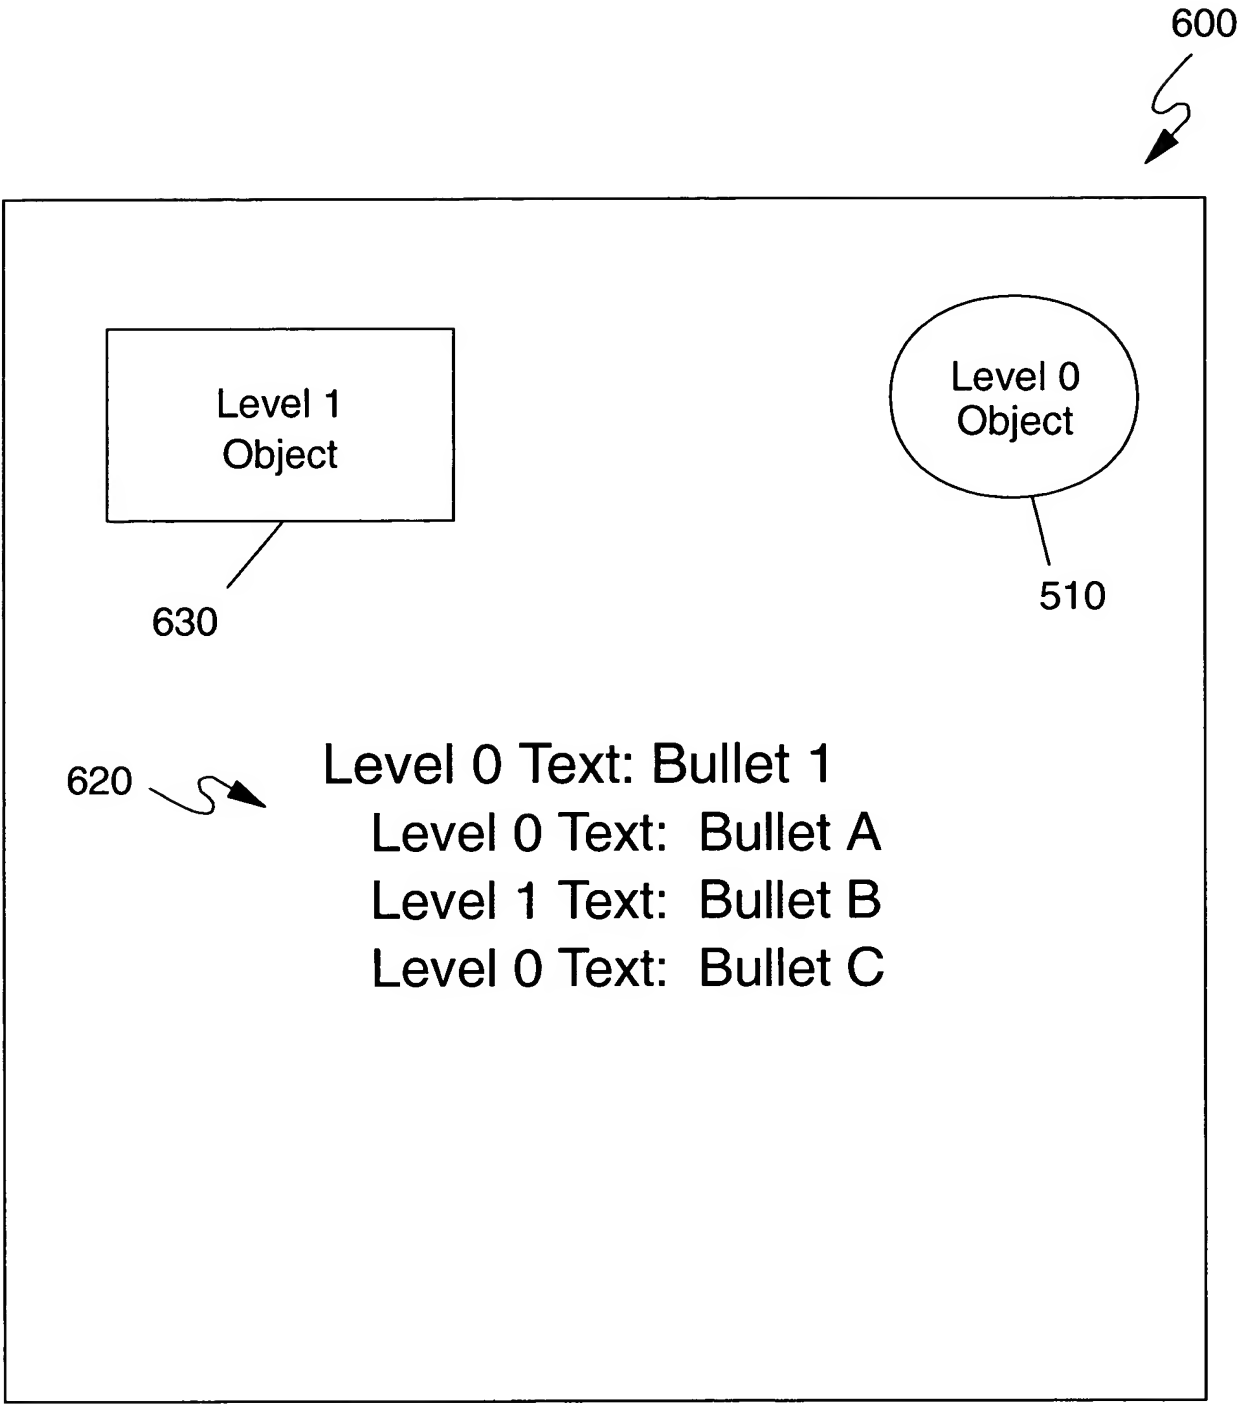 600
Level 1
Object
Level 0
Object
630
510
620
Level 0 Text: Bullet 1
Level 0 Text: Bullet A
Level 1 Text: Bullet B
Level 0 Text: Bullet C